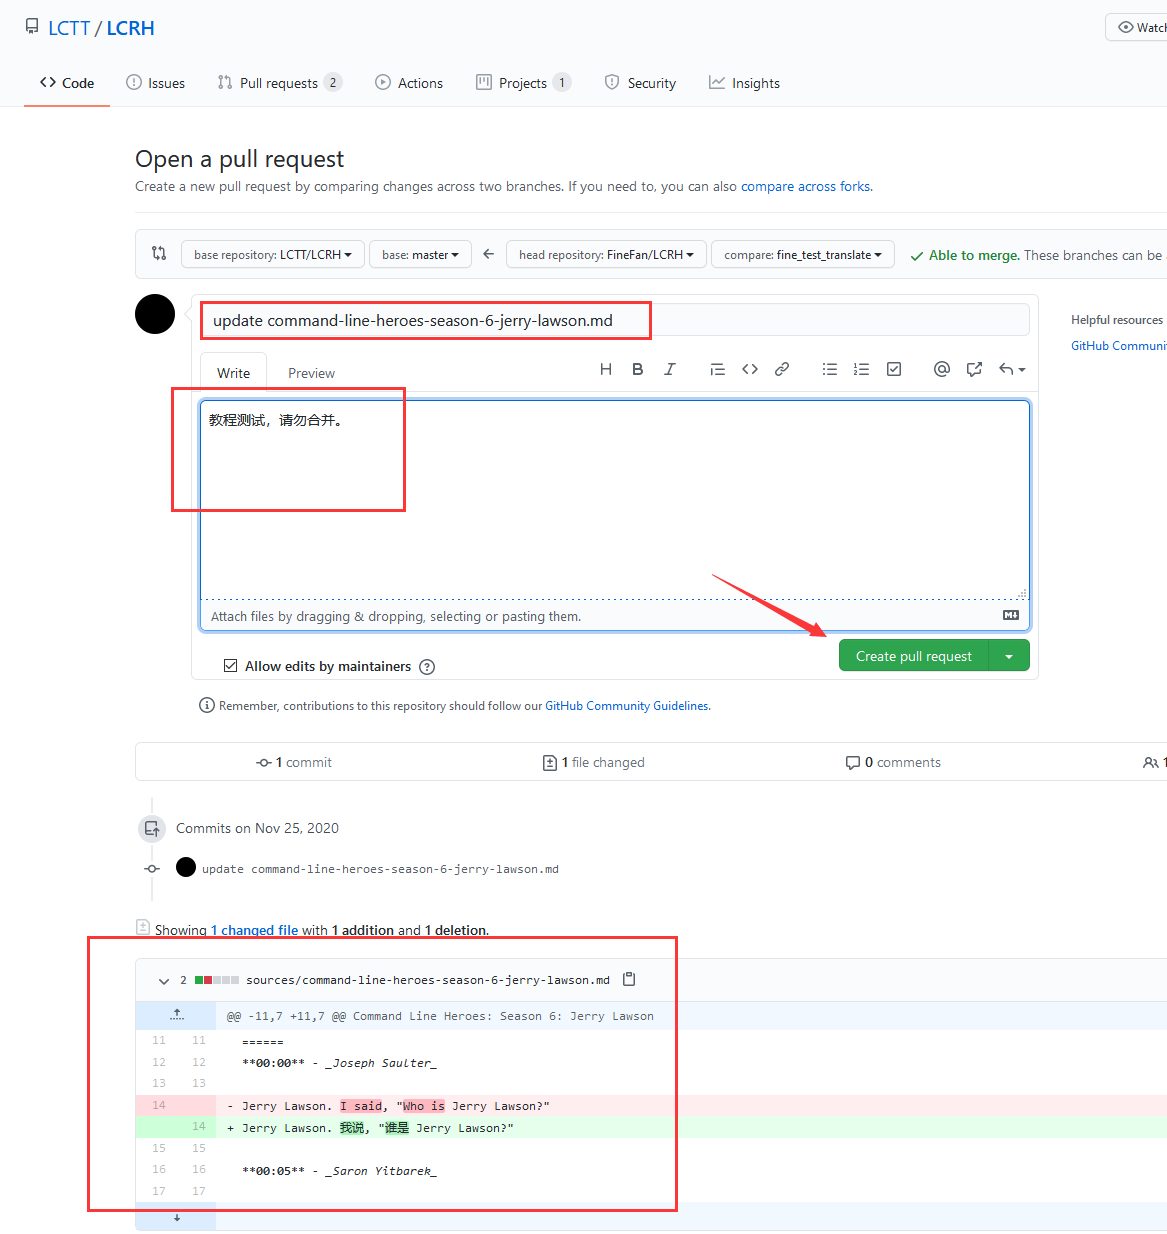 LCTT / LCRH
Watch
Code Issues Pull requests 2 Actions Projects 1 Security Insights
Open a pull request
Create a new pull request by comparing changes across two branches. If you need to, you can also compare across forks.
base repository: LCTT/LCRH base: master head repository: FineFan/LCRH compare: fine_test_translate Able to merge. These branches can be
update command-line-heroes-season-6-jerry-lawson.md
Helpful resources
GitHub Communi
Write Preview
教程测试，请勿合并。
Attach files by dragging & dropping, selecting or pasting them.
Allow edits by maintainers
Create pull request
Remember, contributions to this repository should follow our GitHub Community Guidelines.
1 commit 1 file changed 0 comments 1
Commits on Nov 25, 2020
update command-line-heroes-season-6-jerry-lawson.md
Showing 1 changed file with 1 addition and 1 deletion.
2 sources/command-line-heroes-season-6-jerry-lawson.md
@@ -11,7 +11,7 @@ Command Line Heroes: Season 6: Jerry Lawson
11 11 ======
12 12 **00:00** - _Joseph Saulter_
13 13
14 - Jerry Lawson. I said, "Who is Jerry Lawson?"
14 + Jerry Lawson. 我说, "谁是 Jerry Lawson?"
15 15
16 16 **00:05** - _Saron Yitbarek_
17 17